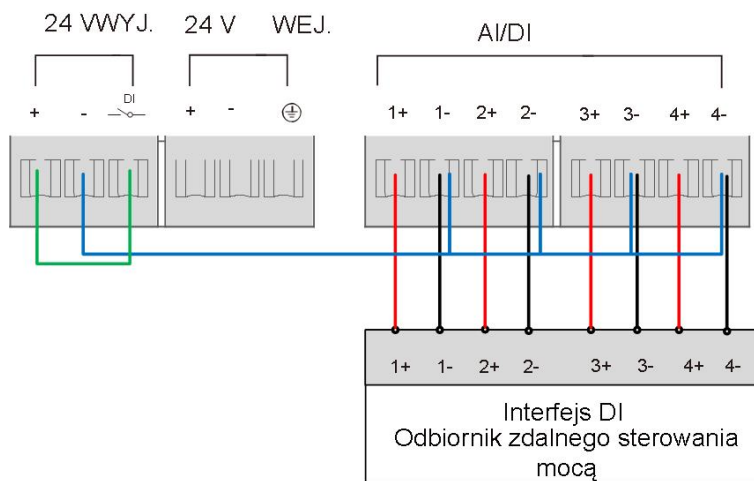 24 VWYJ. 24 V WEJ. AI/DI
+ - DI + - 1+ 1- 2+ 2- 3+ 3- 4+ 4-
1+ 1- 2+ 2- 3+ 3- 4+ 4-
Interfejs DI
Odbiornik zdalnego sterowania
mocą